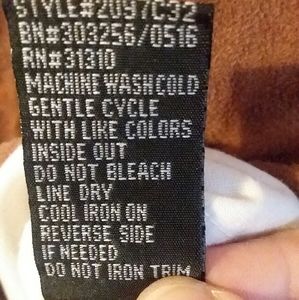 STYLE#2097C32
BN#303256/0516
RN#31310
MACHINE WASH COLD
GENTLE CYCLE
WITH LIKE COLORS
INSIDE OUT
DO NOT BLEACH
LINE DRY
COOL IRON ON
REVERSE SIDE
IF NEEDED
DO NOT IRON TRIM